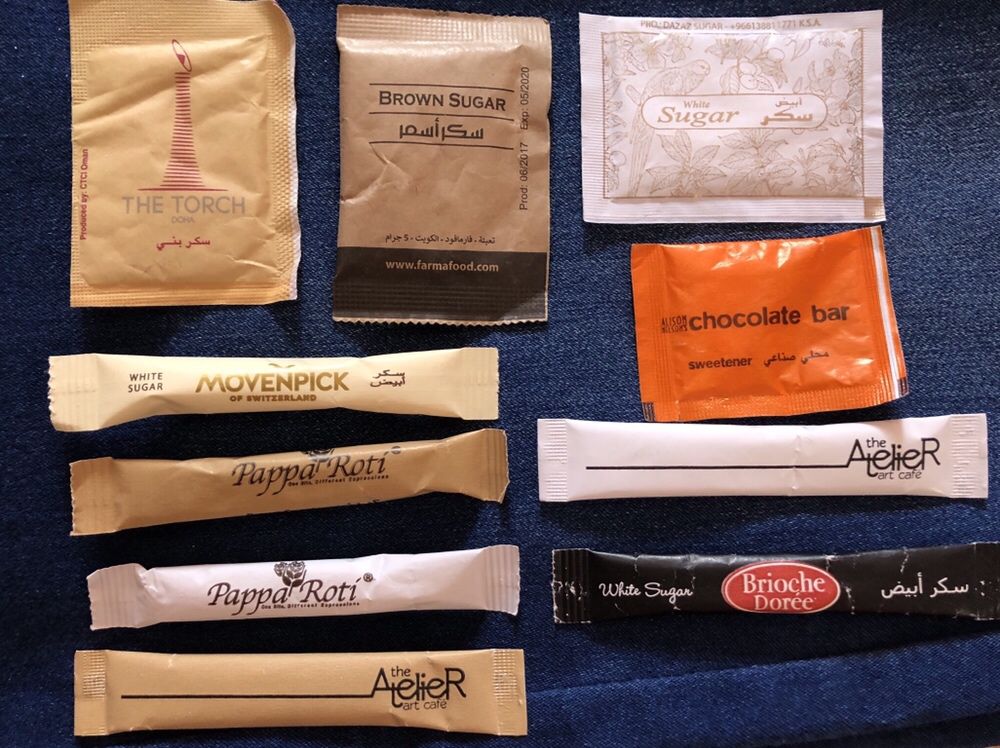 Produced by: CTCI Oman
THE TORCH
DOHA
سكر بني
BROWN SUGAR
سكر أسمر
Prod: 06/2017 Exp: 05/2020
تعبئة - فارمافود - الكويت - 5 جرام
www.farmafood.com
PRO.: DAZAZ SUGAR - +966138811771 K.S.A.
White
Sugar
أبيض
سكر
ALISON
NELSON'S
chocolate bar
sweetener محلي صناعي
WHITE
SUGAR
MÖVENPICK
OF SWITZERLAND
سكر
أبيض
Pappa Roti®
One Bite, Different Expressions
the
AtelieR
art café
Pappa Roti®
One Bite, Different Expressions
White Sugar
Brioche
Dorée
سكر أبيض
the
AtelieR
art café